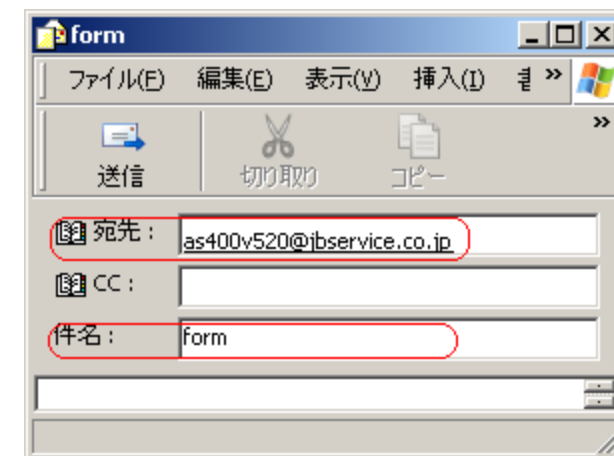 form
ファイル(F) 編集(E) 表示(V) 挿入(I) »
»
送信 切り取り コピー
宛先: as400v520@jbservice.co.jp
CC:
件名: form